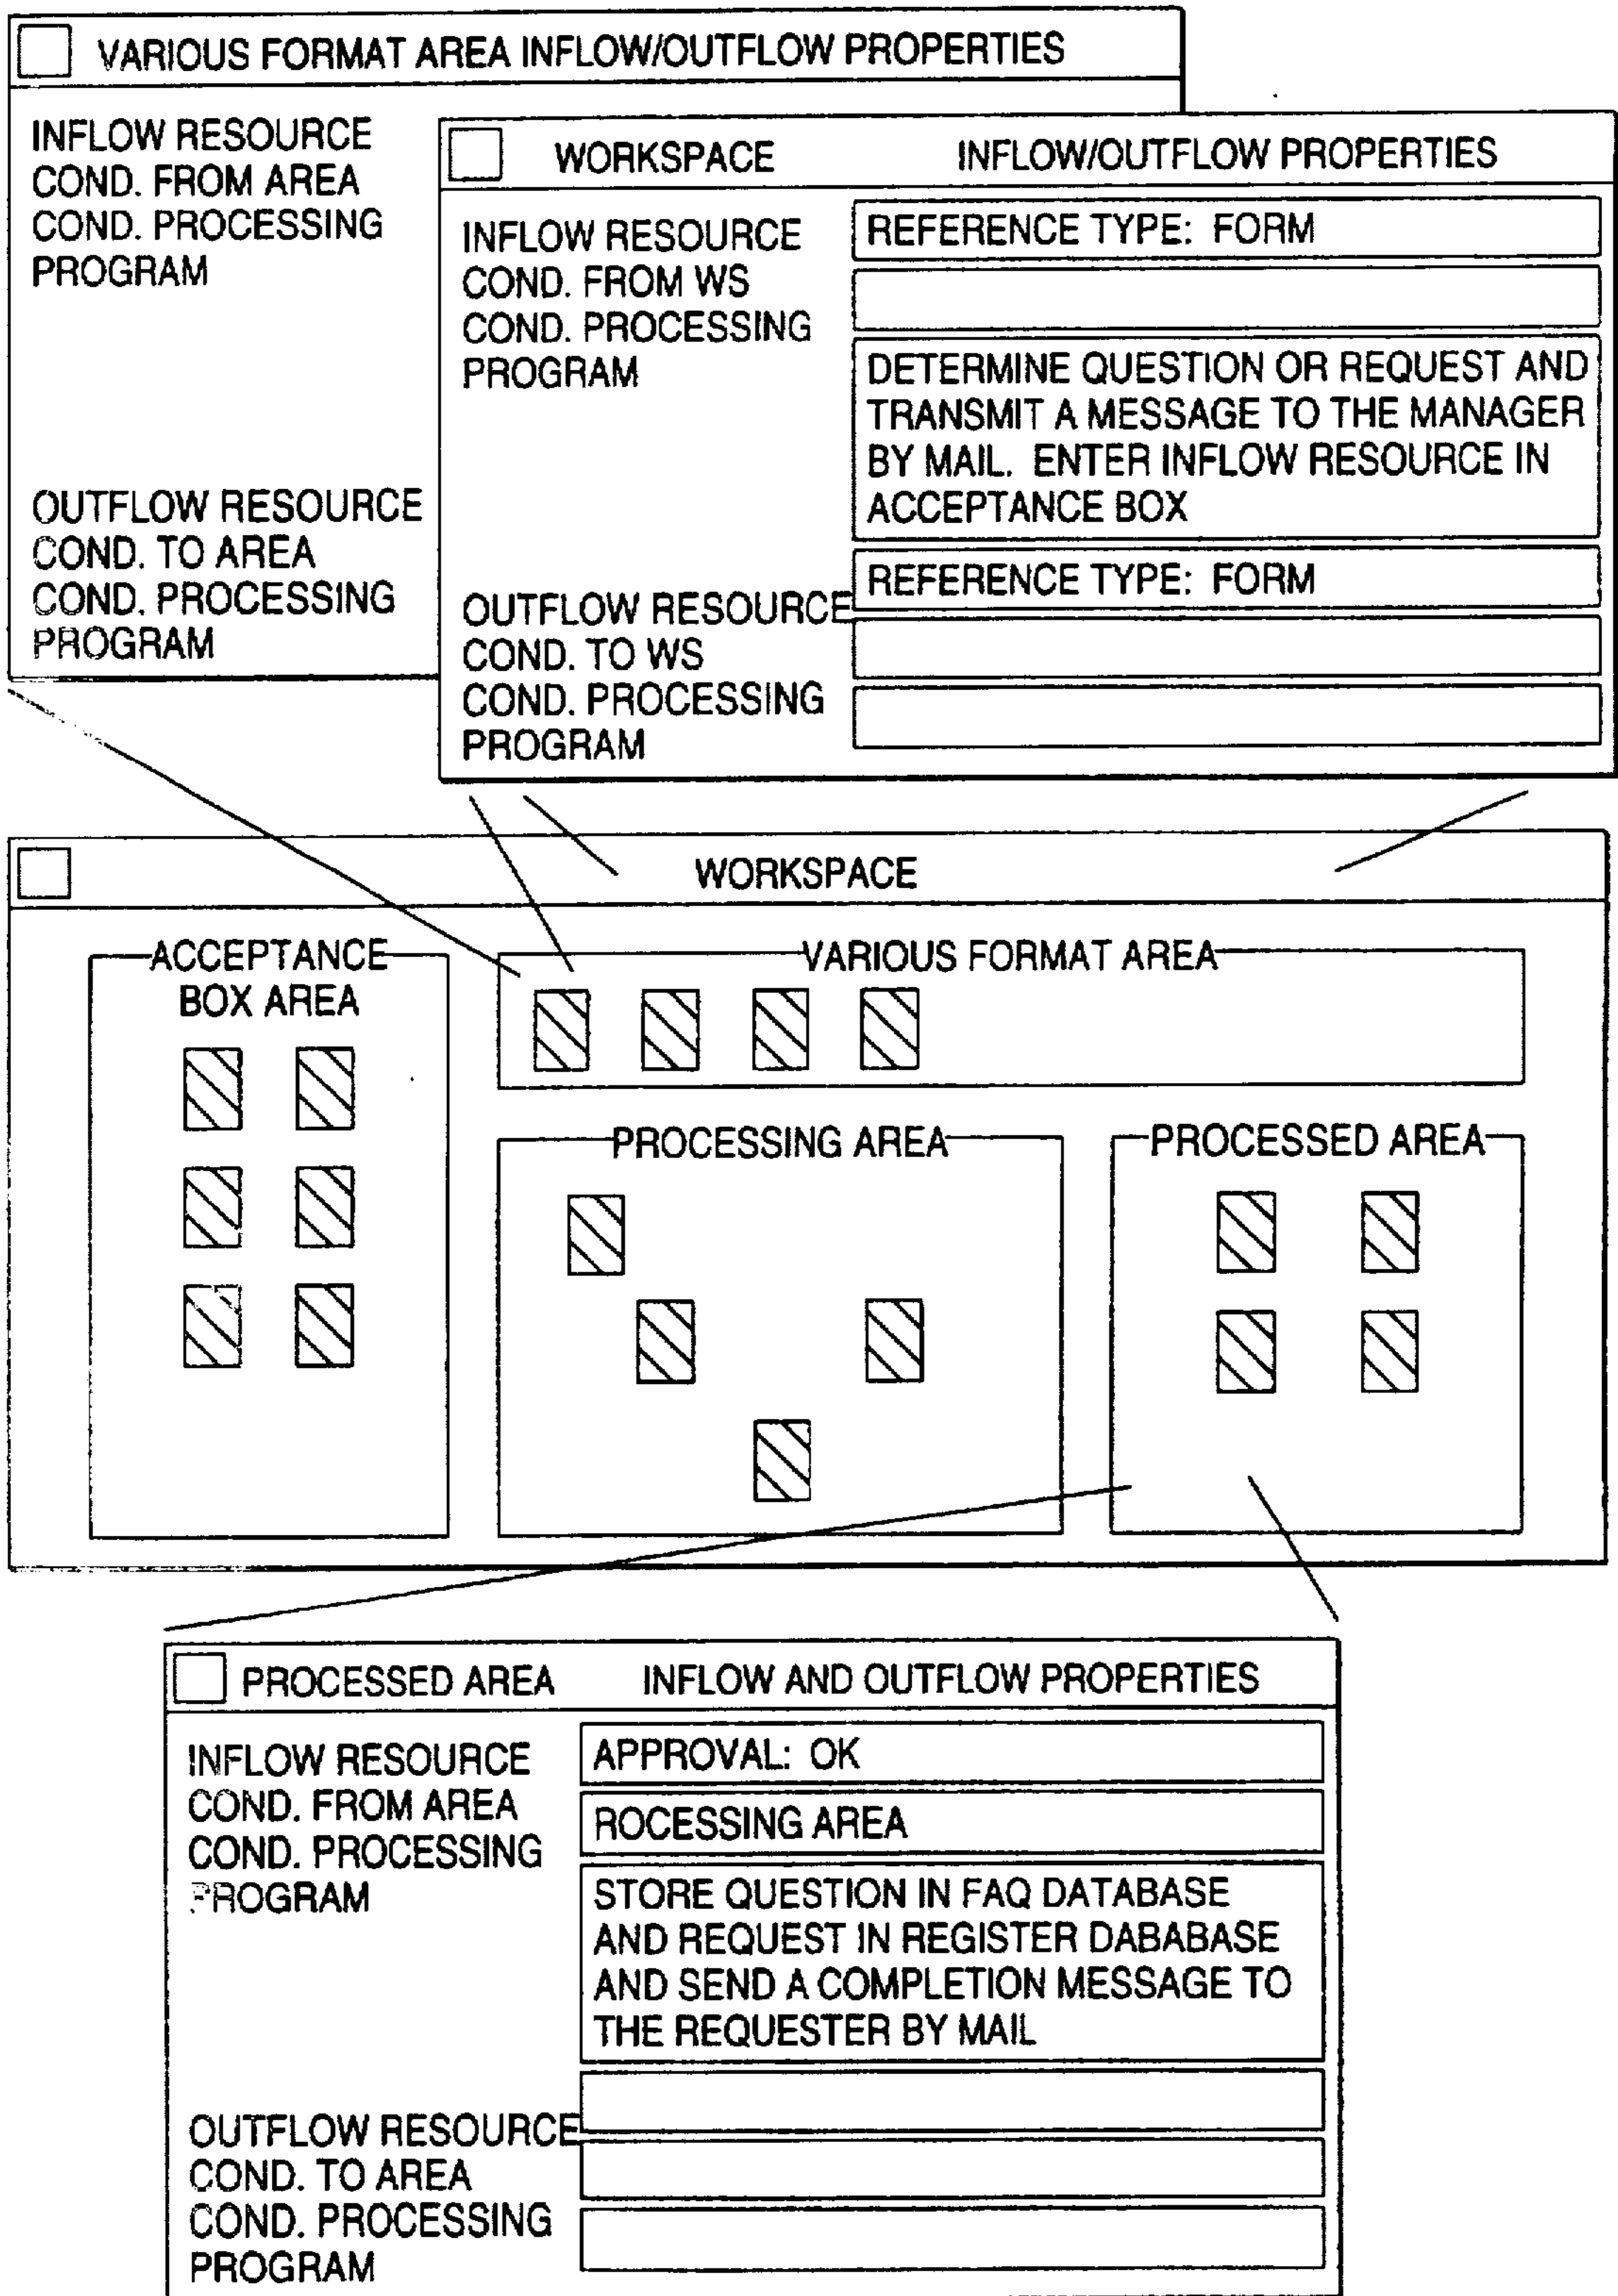 VARIOUS FORMAT AREA INFLOW/OUTFLOW PROPERTIES
INFLOW RESOURCE
COND. FROM AREA
COND. PROCESSING
PROGRAM
OUTFLOW RESOURCE
COND. TO AREA
COND. PROCESSING
PROGRAM
WORKSPACE INFLOW/OUTFLOW PROPERTIES
INFLOW RESOURCE
COND. FROM WS
COND. PROCESSING
PROGRAM
REFERENCE TYPE: FORM
DETERMINE QUESTION OR REQUEST AND
TRANSMIT A MESSAGE TO THE MANAGER
BY MAIL. ENTER INFLOW RESOURCE IN
ACCEPTANCE BOX
OUTFLOW RESOURCE
COND. TO WS
COND. PROCESSING
PROGRAM
REFERENCE TYPE: FORM
WORKSPACE
ACCEPTANCE
BOX AREA
VARIOUS FORMAT AREA
PROCESSING AREA
PROCESSED AREA
PROCESSED AREA INFLOW AND OUTFLOW PROPERTIES
INFLOW RESOURCE
COND. FROM AREA
COND. PROCESSING
PROGRAM
APPROVAL: OK
ROCESSING AREA
STORE QUESTION IN FAQ DATABASE
AND REQUEST IN REGISTER DABABASE
AND SEND A COMPLETION MESSAGE TO
THE REQUESTER BY MAIL
OUTFLOW RESOURCE
COND. TO AREA
COND. PROCESSING
PROGRAM